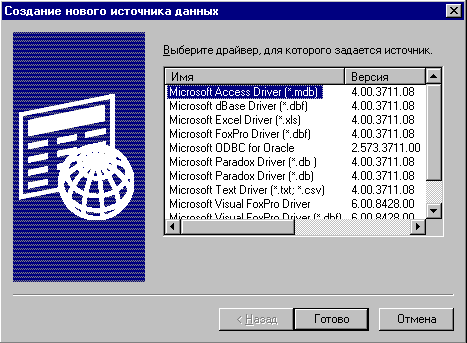 Создание нового источника данных
Выберите драйвер, для которого задается источник.
Имя Версия
Microsoft Access Driver (*.mdb) 4.00.3711.08
Microsoft dBase Driver (*.dbf) 4.00.3711.08
Microsoft Excel Driver (*.xls) 4.00.3711.08
Microsoft FoxPro Driver (*.dbf) 4.00.3711.08
Microsoft ODBC for Oracle 2.573.3711.00
Microsoft Paradox Driver (*.db ) 4.00.3711.08
Microsoft Paradox Driver (*.db ) 4.00.3711.08
Microsoft Text Driver (*.txt; *.csv) 4.00.3711.08
Microsoft Visual FoxPro Driver 6.00.8428.00
Microsoft Visual FoxPro Driver (*.dbf) 6.00.8428.00
< Назад Готово Отмена